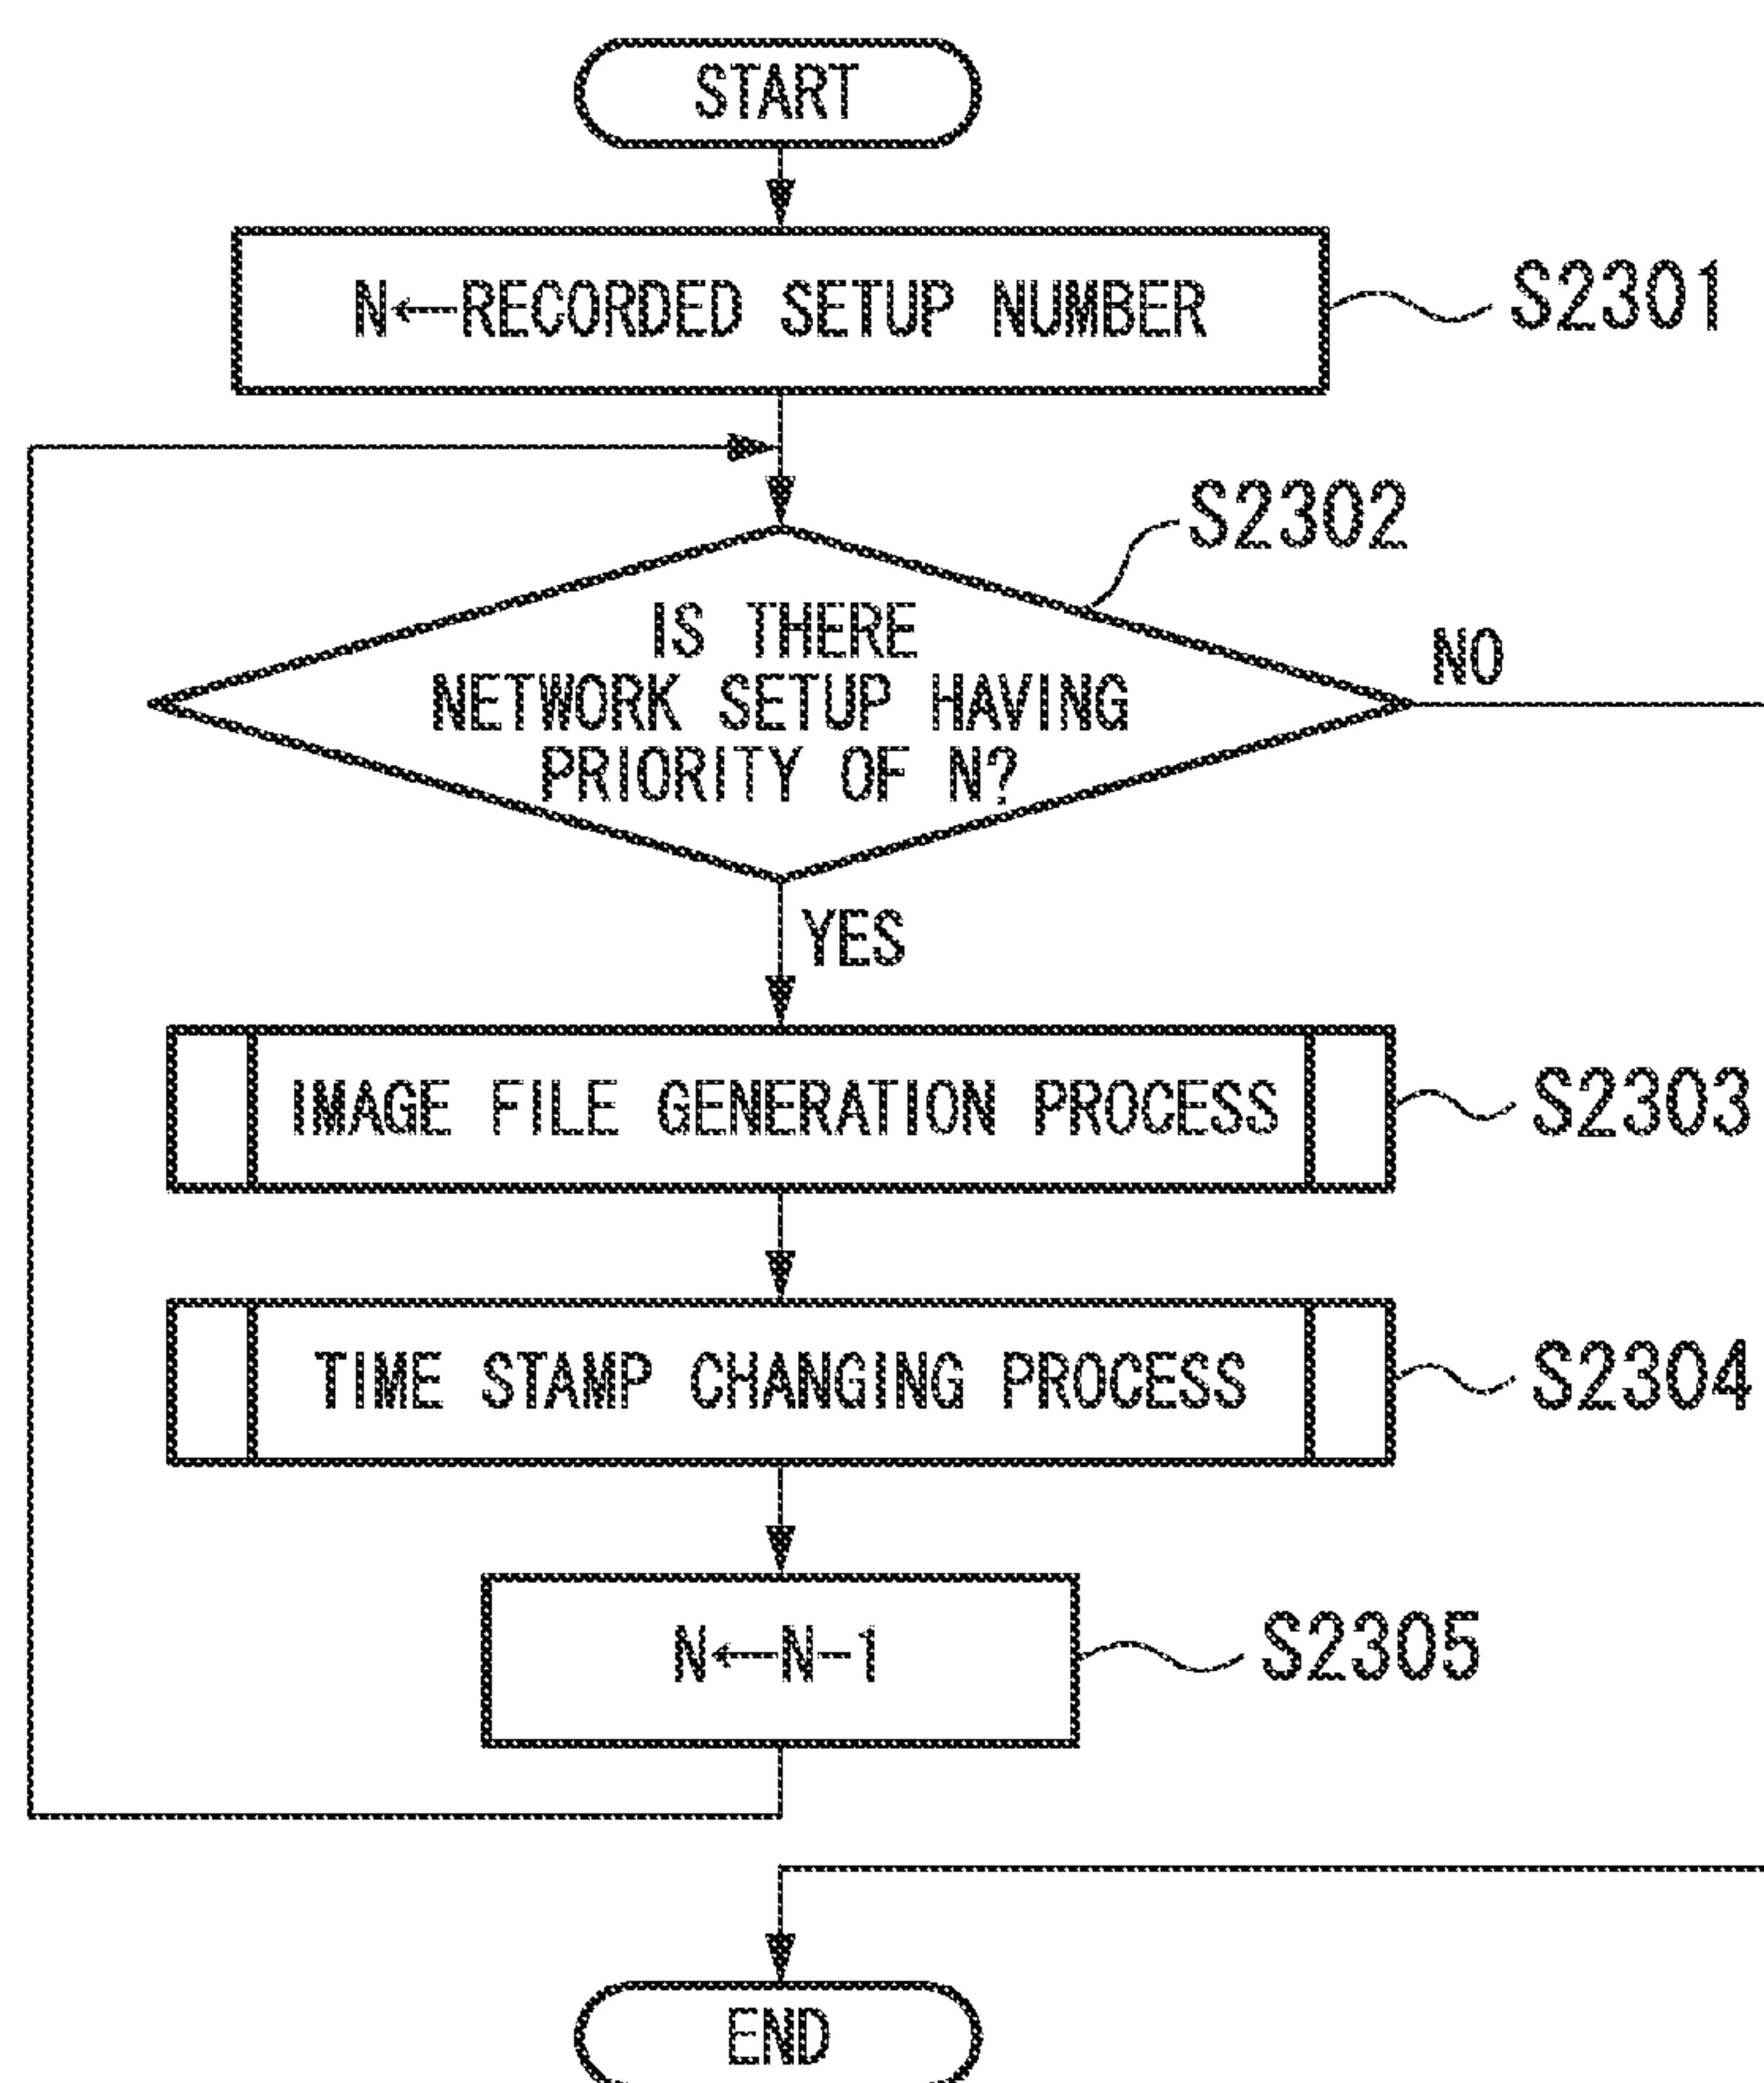 START
N←RECORDED SETUP NUMBER
S2301
S2302
IS THERE
NETWORK SETUP HAVING
PRIORITY OF N?
NO
YES
IMAGE FILE GENERATION PROCESS
S2303
TIME STAMP CHANGING PROCESS
S2304
N←N-1
S2305
END